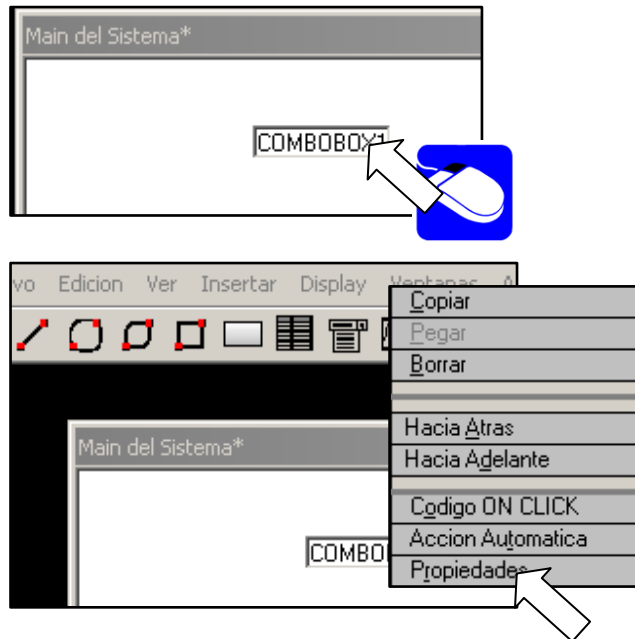 Main del Sistema*
COMBOBOX1
vo Edicion Ver Insertar Display Ventanas A
Copiar
Pegar
Borrar
Hacia Atras
Main del Sistema*
Hacia Adelante
Codigo ON CLICK
Accion Automatica
COMBO
Propiedades